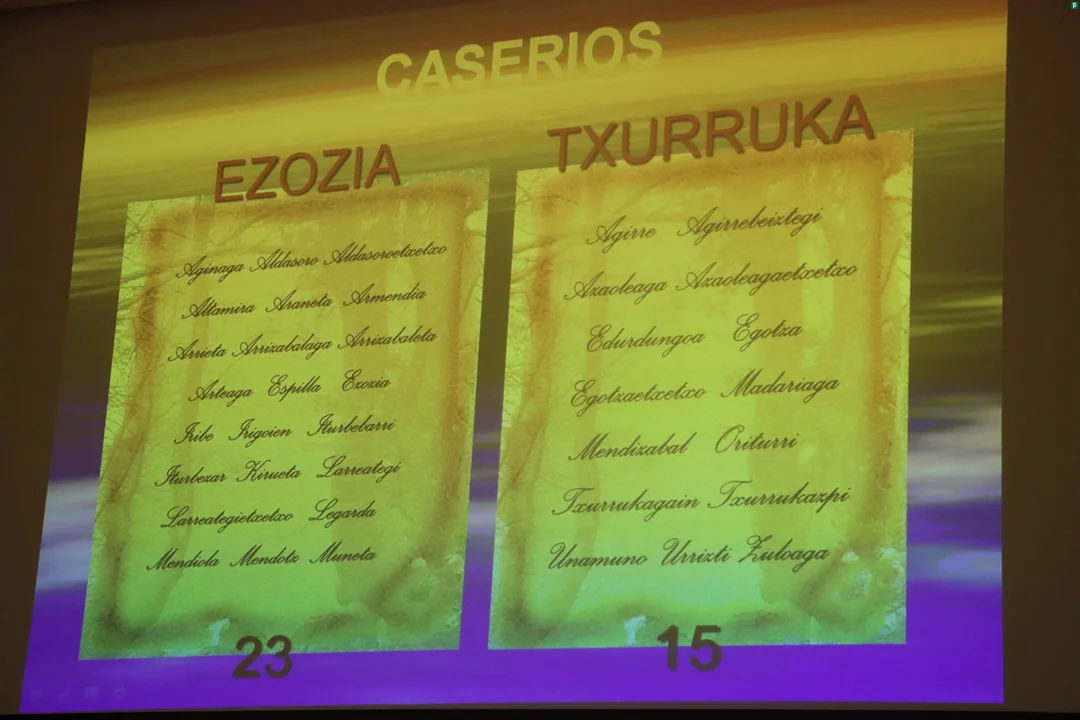 CASERIOS
EZOZIA
Aginaga Aldasoro Aldasoroetxetxo
Altamira Araneta Armendia
Arrieta Arrizabalaga Arrizabaleta
Arteaga Espilla Ezozia
Iribe Irigoien Iturbebarri
Iturbezar Kirueta Larreategi
Larreategietxetxo Legarda
Mendiola Mendotz Muneta
23
TXURRUKA
Agirre Agirrebeiztegi
Azaoleaga Azaoleagaetxetxo
Edurdungoa Egotza
Egotzaetxetxo Madariaga
Mendizabal Oriturri
Txurrukagain Txurrukazpi
Unamuno Urrizti Zuloaga
15
p